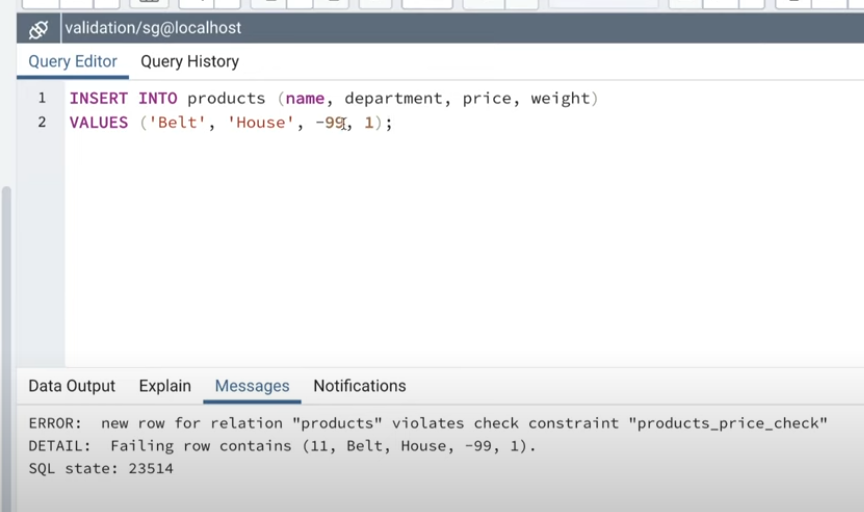 validation/sg@localhost
Query Editor Query History
1 INSERT INTO products (name, department, price, weight)
2 VALUES ('Belt', 'House', -99, 1);
Data Output Explain Messages Notifications
ERROR:  new row for relation "products" violates check constraint "products_price_check"
DETAIL:  Failing row contains (11, Belt, House, -99, 1).
SQL state: 23514